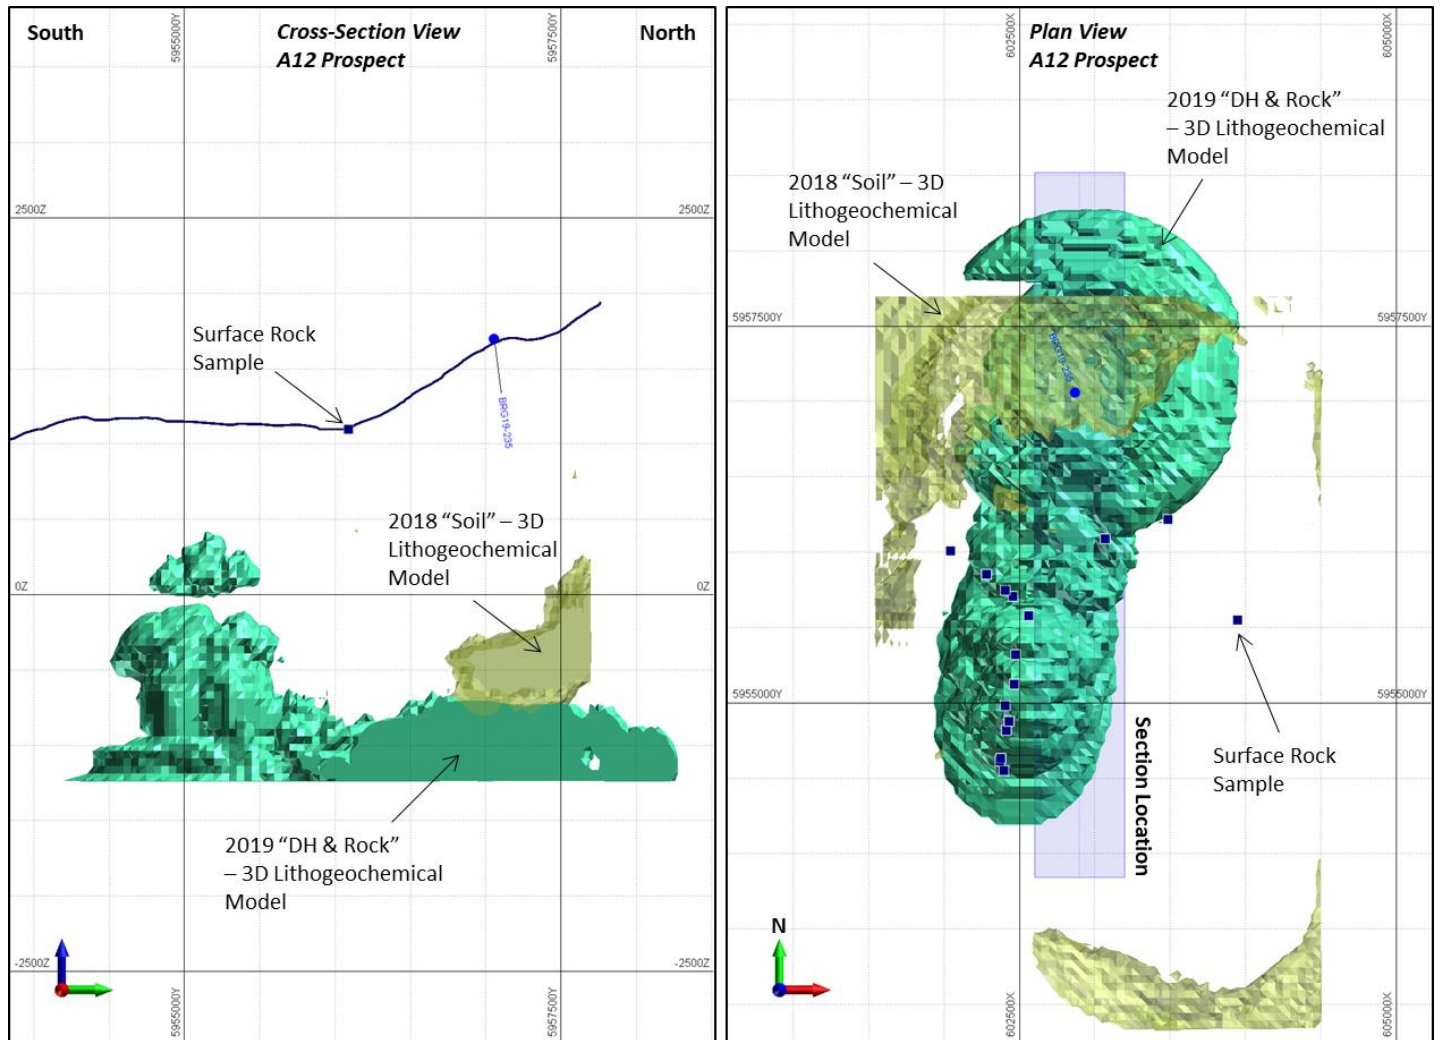 South
Cross-Section View
A12 Prospect
North
5955000Y
5957500Y
2500Z
2500Z
Surface Rock
Sample
BRG19-235
2018 “Soil” – 3D
Lithogeochemical
Model
0Z
0Z
2019 “DH & Rock”
– 3D Lithogeochemical
Model
-2500Z
-2500Z
5955000Y
5957500Y
Plan View
A12 Prospect
602500X
605000X
2019 “DH & Rock”
– 3D Lithogeochemical
Model
2018 “Soil” – 3D
Lithogeochemical
Model
5957500Y
5957500Y
BRG19-235
5955000Y
5955000Y
Section Location
Surface Rock
Sample
N
602500X
605000X